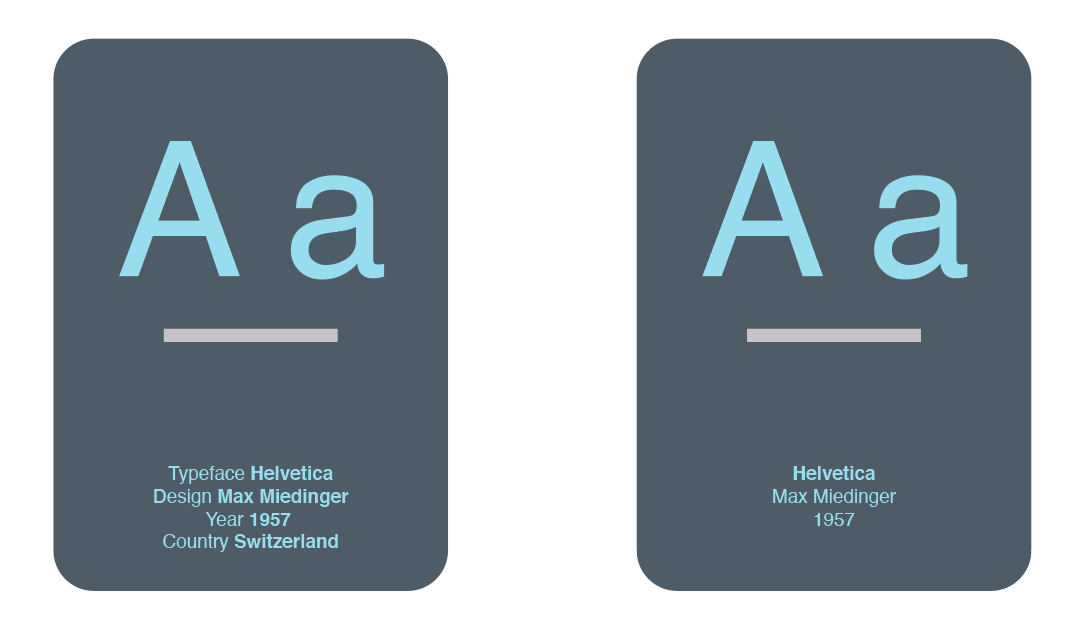 A a
Typeface Helvetica
Design Max Miedinger
Year 1957
Country Switzerland
A a
Helvetica
Max Miedinger
1957